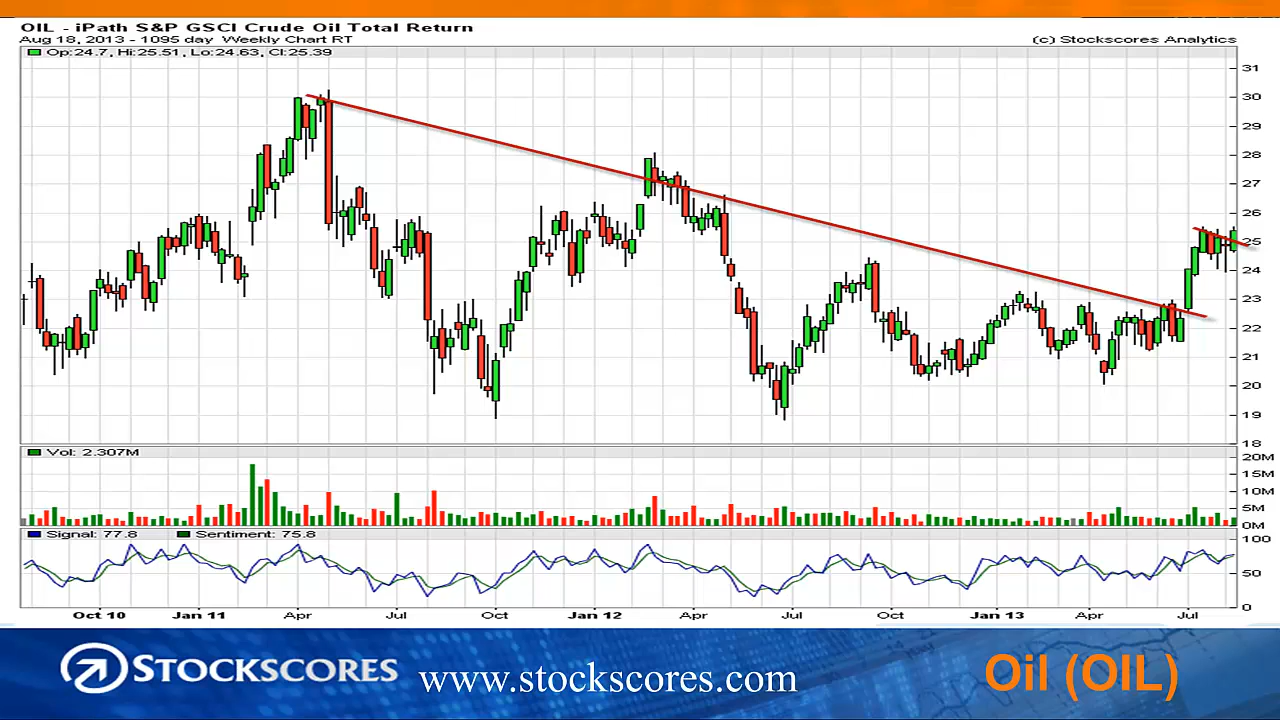 OIL - iPath S&P GSCI Crude Oil Total Return
Aug 18, 2013 - 1095 day Weekly Chart RT
(c) Stockscores Analytics
Op:24.7, Hi:25.51, Lo:24.63, Cl:25.39
31
30
29
28
27
26
25
24
23
22
21
20
19
18
Vol: 2.307M
20M
15M
10M
5M
0M
Signal: 77.8 Sentiment: 75.8
100
50
0
Oct 10 Jan 11 Apr Jul Oct Jan 12 Apr Jul Oct Jan 13 Apr Jul
STOCKSCORES
www.stockscores.com
Oil (OIL)